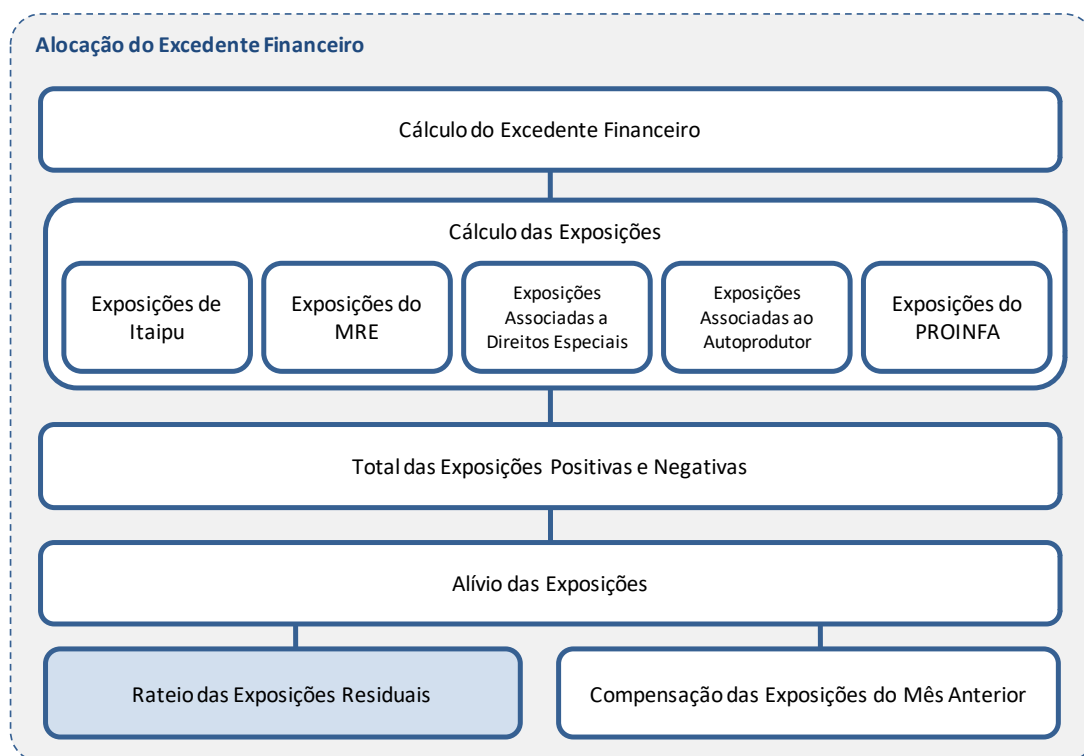 Alocação do Excedente Financeiro
Cálculo do Excedente Financeiro
Cálculo das Exposições
Exposições de
Itaipu
Exposições do
MRE
Exposições
Associadas a
Direitos Especiais
Exposições
Associadas ao
Autoprodutor
Exposições do
PROINFA
Total das Exposições Positivas e Negativas
Alívio das Exposições
Rateio das Exposições Residuais
Compensação das Exposições do Mês Anterior